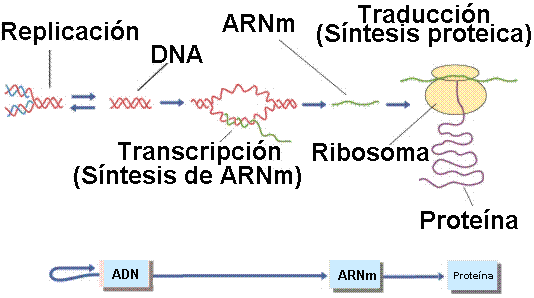 Replicación
DNA
ARNm
Traducción
(Síntesis proteica)
Transcripción
(Síntesis de ARNm)
Ribosoma
Proteína
ADN
ARNm
Proteína